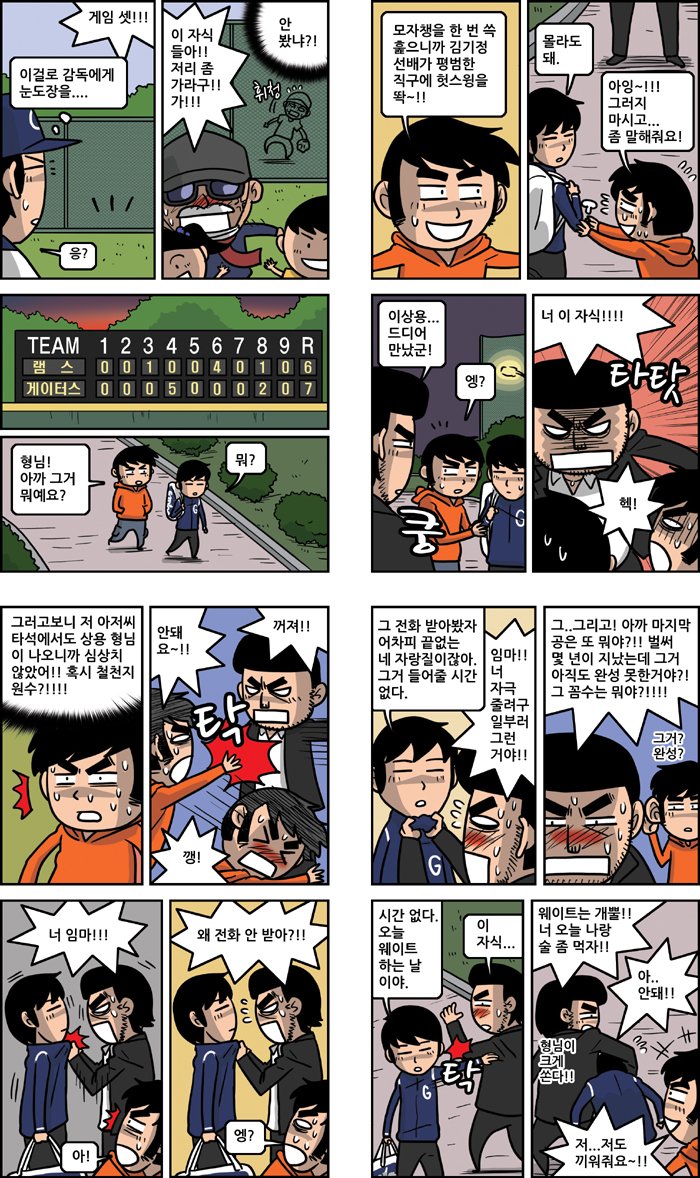 게임 셋!!!
이걸로 감독에게
눈도장을....
응?
안
봤냐?!
이 자식
들아!!
저리 좀
가라구!!
가!!!
휘청
모자챙을 한 번 쓱
훑으니까 김기정
선배가 평범한
직구에 헛스윙을
똭~!!
몰라도
돼.
아잉~!!!
그러지
마시고...
좀 말해줘요!
TEAM 1 2 3 4 5 6 7 8 9 R
램 스 0 0 1 0 0 4 0 1 0 6
게이터스 0 0 0 5 0 0 0 2 0 7
형님!
아까 그거
뭐예요?
뭐?
이상용...
드디어
만났군!
엥?
쿵
G
너 이 자식!!!!
타탓
헥!
그러고보니 저 아저씨
타석에서도 상용 형님
이 나오니까 심상치
않았어!! 혹시 철천지
원수?!!!!
안돼
요~!!
꺼져!!
탁
깽!
그 전화 받아봤자
어차피 끝없는
네 자랑질이잖아.
그거 들어줄 시간
없다.
임마!!
너
자극
줄려구
일부러
그런
거야!!
G
그..그리고! 아까 마지막
공은 또 뭐야?!! 벌써
몇 년이 지났는데 그거
아직도 완성 못한거야?!
그 꼼수는 뭐야?!!!!
그거?
완성?
너 임마!!!
아!
왜 전화 안 받아?!!
엥?
시간 없다.
오늘
웨이트
하는 날
이야.
이
자식...
탁
G
웨이트는 개뿔!!
너 오늘 나랑
술 좀 먹자!!
아..
안돼!!
형님이
크게
쏜다!!
저...저도
끼워줘요~!!